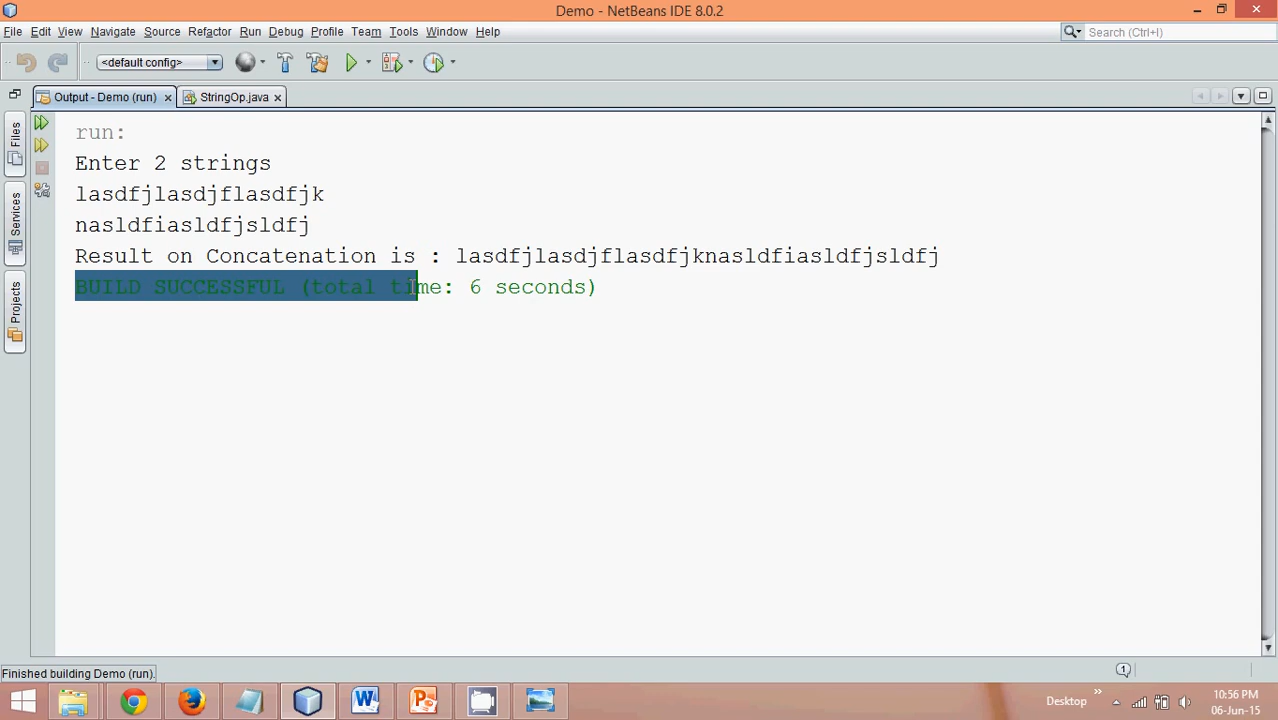 Demo - NetBeans IDE 8.0.2
File Edit View Navigate Source Refactor Run Debug Profile Team Tools Window Help
Search (Ctrl+I)
<default config>
Output - Demo (run) StringOp.java
Files
Services
Projects
run:
Enter 2 strings
lasdfjlasdjflasdfjk
nasldfiasldfjsldfj
Result on Concatenation is : lasdfjlasdjflasdfjknasldfiasldfjsldfj
BUILD SUCCESSFUL (total time: 6 seconds)
Finished building Demo (run).
1
Desktop
10:56 PM
06-Jun-15